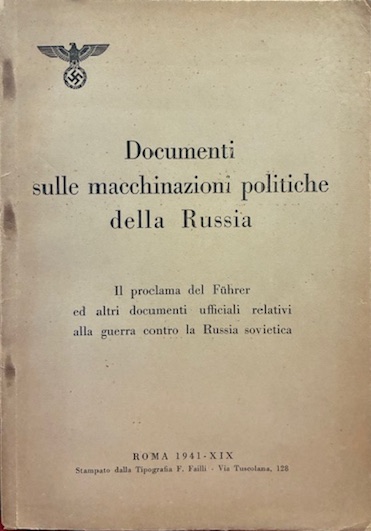 Documenti
sulle macchinazioni politiche
della Russia
Il proclama del Führer
ed altri documenti ufficiali relativi
alla guerra contro la Russia sovietica
ROMA 1941-XIX
Stampato dalla Tipografia F. Failli - Via Tuscolana, 128